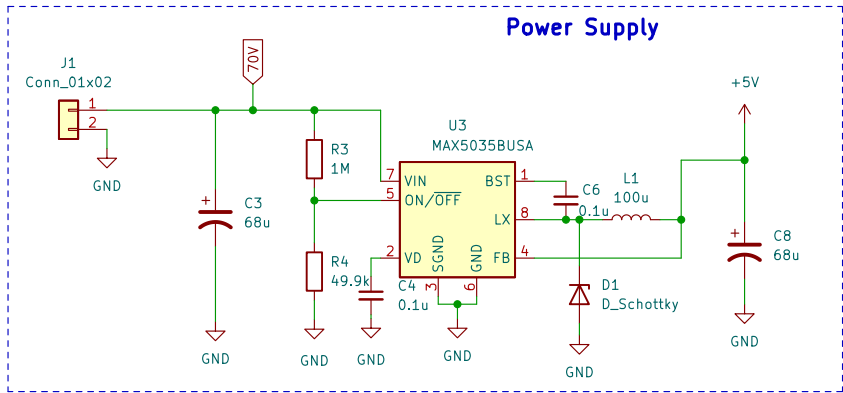 Power Supply
J1
Conn_01x02
1
2
GND
70V
C3
68u
GND
R3
1M
R4
49.9k
GND
C4
0.1u
GND
U3
MAX5035BUSA
7
VIN
5
ON/OFF
2
VD
SGND
3
GND
6
BST
1
LX
8
FB
4
GND
C6
0.1u
L1
100u
D1
D_Schottky
GND
+5V
C8
68u
GND